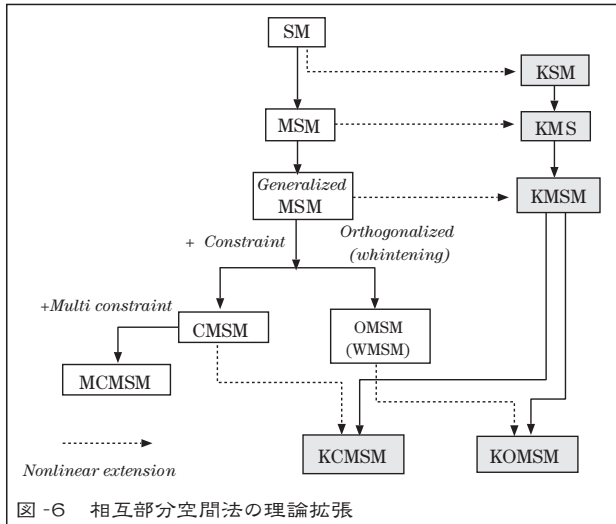 SM
KSM
MSM
KMS
Generalized
MSM
KMSM
+ Constraint
Orthogonalized
(whintening)
+Multi constraint
CMSM
OMSM
(WMSM)
MCMSM
KCMSM
KOMSM
Nonlinear extension
図 -6 相互部分空間法の理論拡張